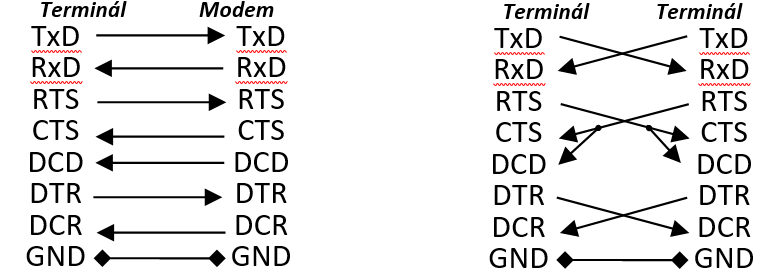 Terminál Modem
TxD TxD
RxD RxD
RTS RTS
CTS CTS
DCD DCD
DTR DTR
DCR DCR
GND GND
Terminál Terminál
TxD TxD
RxD RxD
RTS RTS
CTS CTS
DCD DCD
DTR DTR
DCR DCR
GND GND